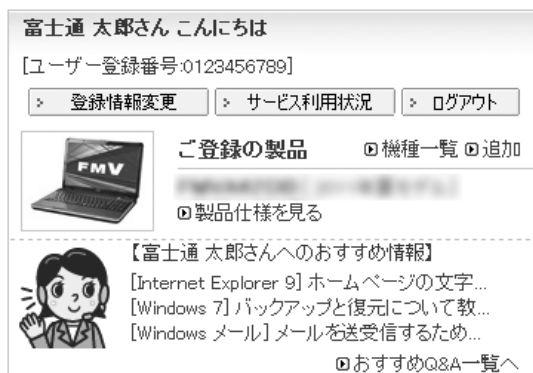 富士通 太郎さん こんにちは
[ユーザー登録番号:0123456789]
登録情報変更 サービス利用状況 ログアウト
FMV
ご登録の製品 機種一覧 追加
製品仕様を見る
【富士通 太郎さんへのおすすめ情報】
[Internet Explorer 9] ホームページの文字...
[Windows 7] バックアップと復元について教...
[Windows メール] メールを送受信するため...
おすすめQ&A一覧へ